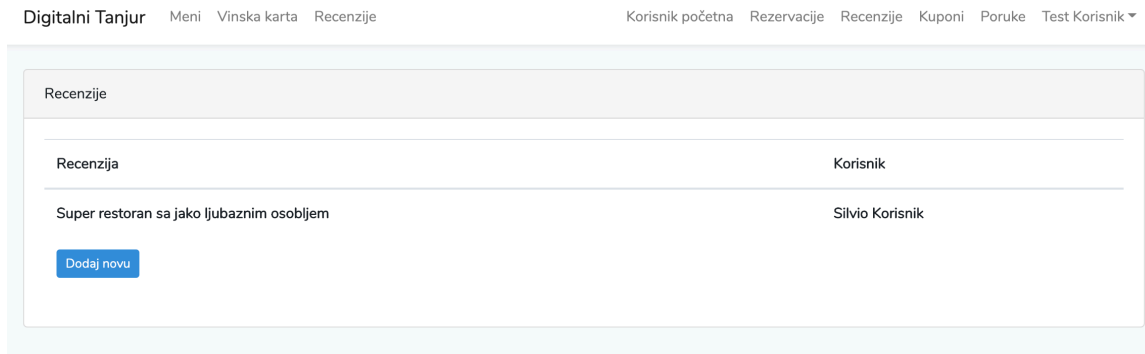 Digitalni Tanjur Meni Vinska karta Recenzije Korisnik početna Rezervacije Recenzije Kuponi Poruke Test Korisnik
Recenzije
Recenzija Korisnik
Super restoran sa jako ljubaznim osobljem Silvio Korisnik
Dodaj novu